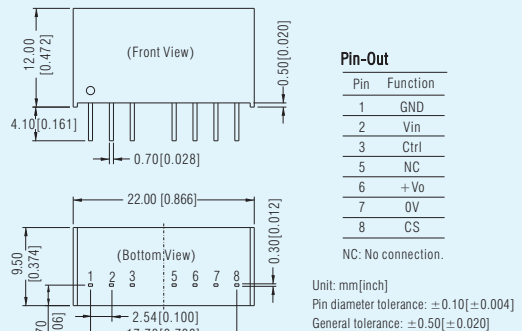 12.00
[0.472]
(Front View)
0.50[0.020]
4.10[0.161]
0.70[0.028]
22.00 [0.866]
9.50
[0.374]
(Bottom View)
0.30[0.012]
1 2 3 5 6 7 8
2.54[0.100]
Pin-Out
Pin Function
1 GND
2 Vin
3 Ctrl
5 NC
6 +Vo
7 0V
8 CS
NC: No connection.
Unit: mm[inch]
Pin diameter tolerance: ±0.10[±0.004]
General tolerance: ±0.50[±0.020]